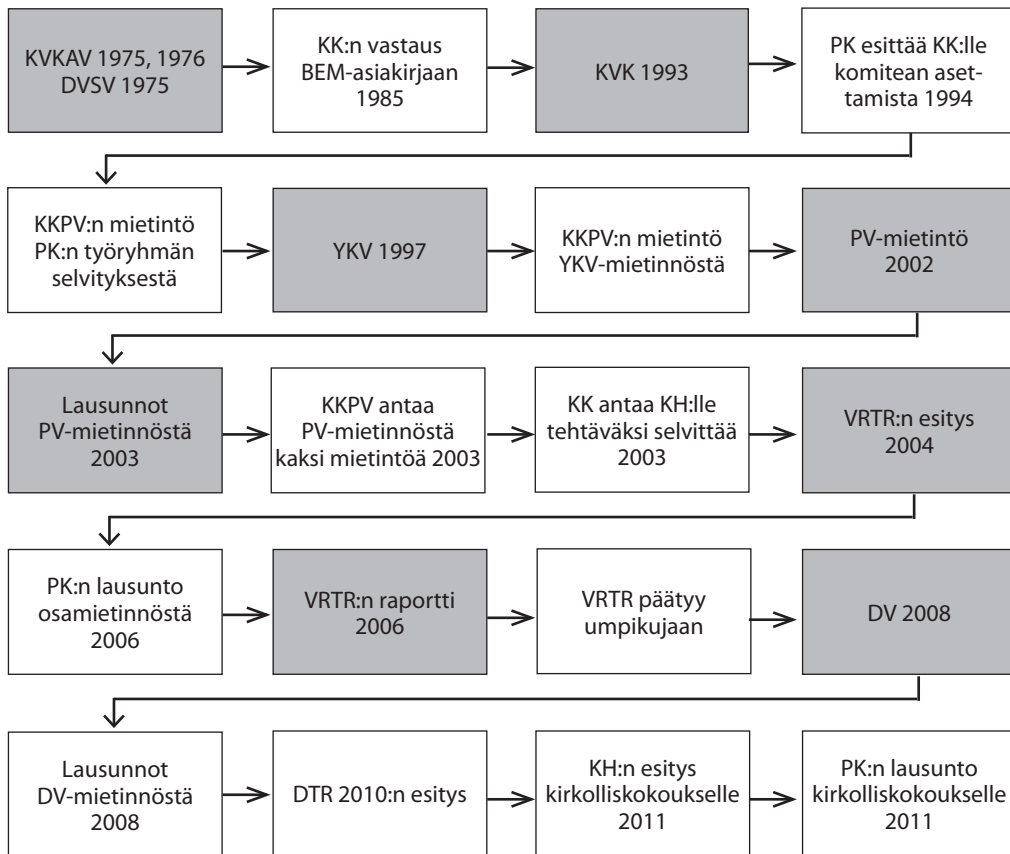 KVKAV 1975, 1976
DVSV 1975
KK:n vastaus
BEM-asiakirjaan
1985
KVK 1993
PK esittää KK:lle
komitean aset-
tamista 1994
KKPV:n mietintö
PK:n työryhmän
selvityksestä
YKV 1997
KKPV:n mietintö
YKV-mietinnöstä
PV-mietintö
2002
Lausunnot
PV-mietinnöstä
2003
KKPV antaa
PV-mietinnöstä
kaksi mietintöä 2003
KK antaa KH:lle
tehtäväksi selvittää
2003
VRTR:n esitys
2004
PK:n lausunto
osamietinnöstä
2006
VRTR:n raportti
2006
VRTR päätyy
umpikujaan
DV 2008
Lausunnot
DV-mietinnöstä
2008
DTR 2010:n esitys
KH:n esitys
kirkolliskokoukselle
2011
PK:n lausunto
kirkolliskokoukselle
2011